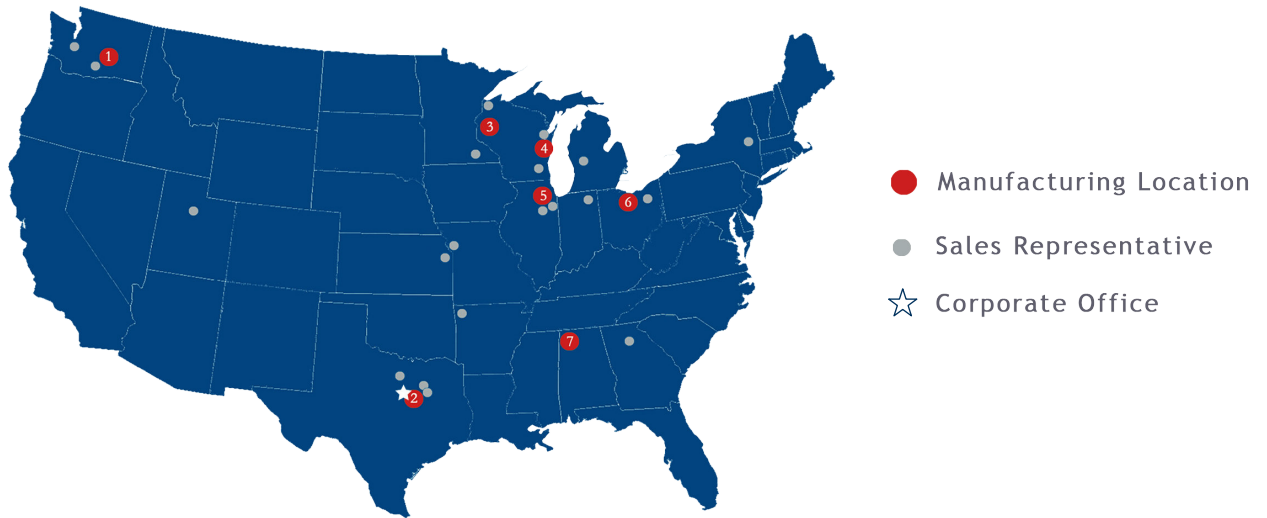 1
3
4
5
6
7
2
Manufacturing Location
Sales Representative
Corporate Office